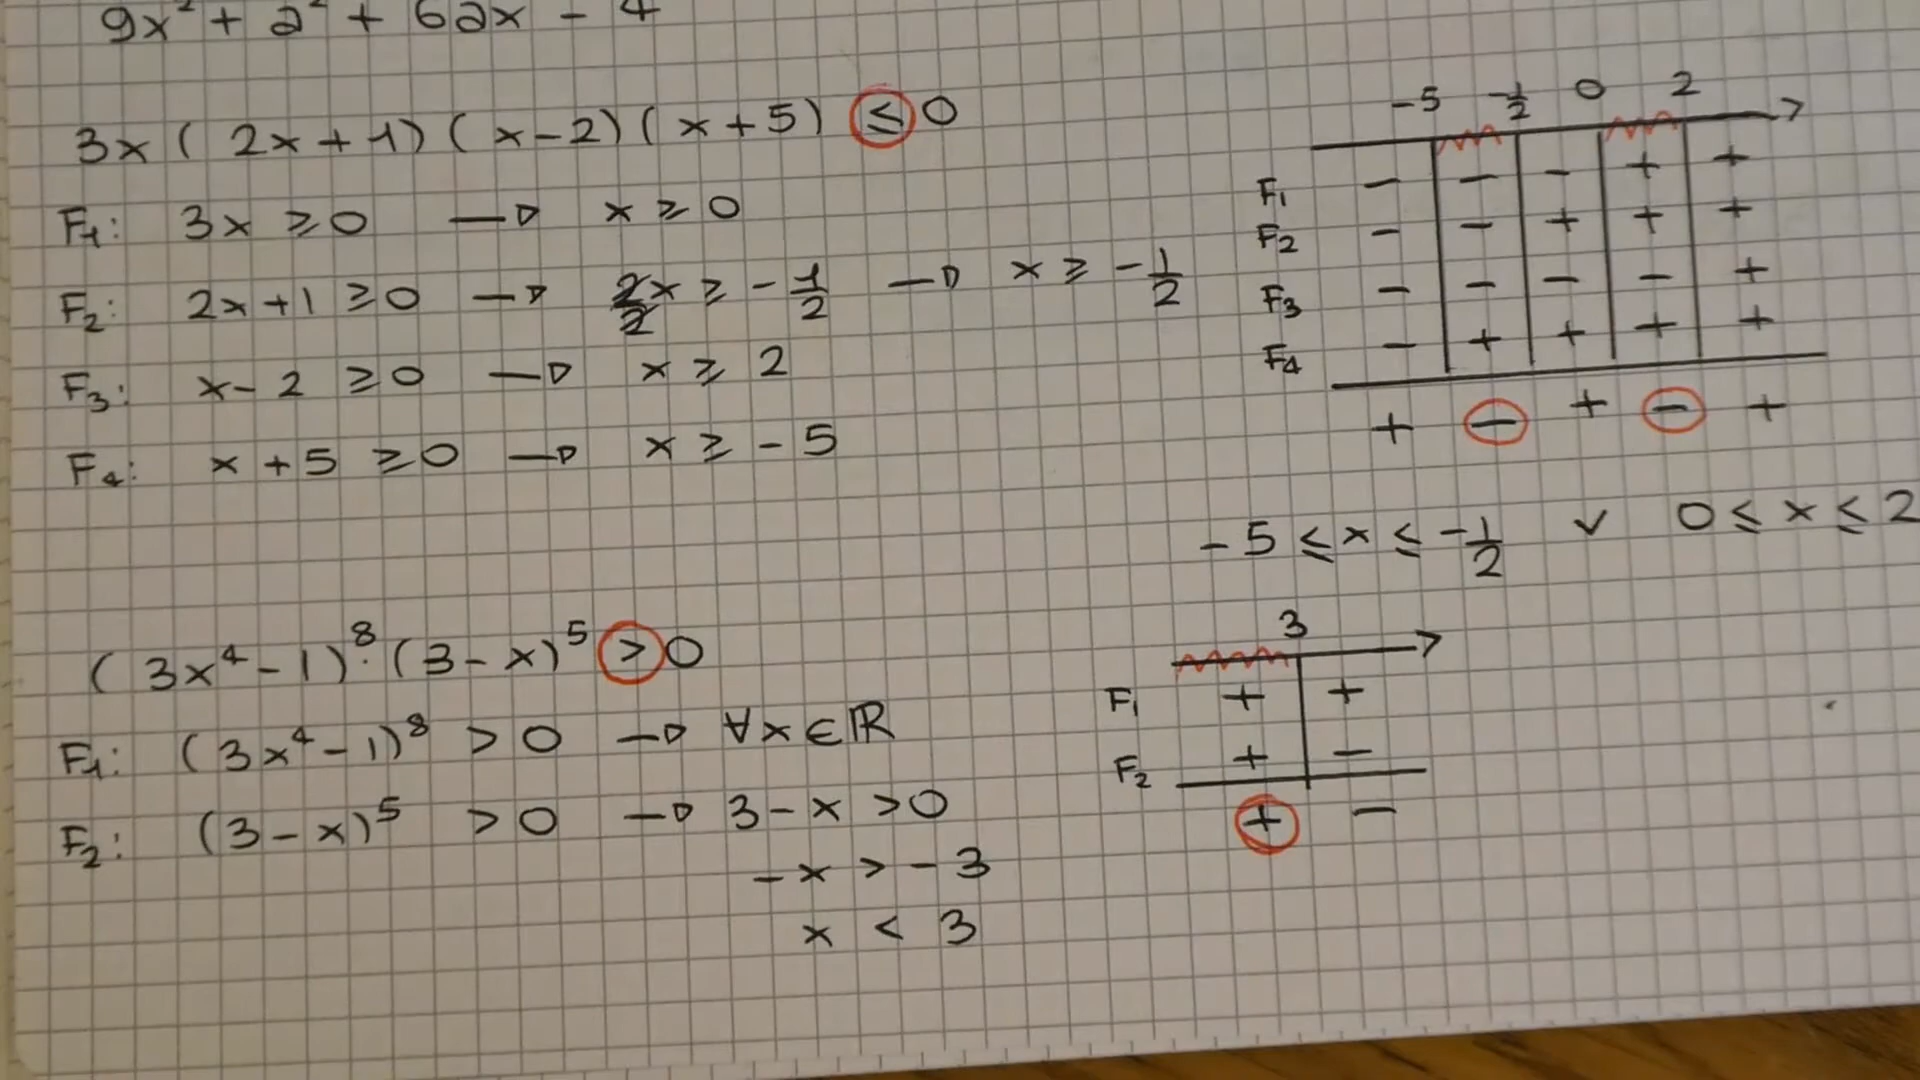 9x² + a² + 6ax - 4
3x (2x+1)(x-2)(x+5) ≤ 0
F₁: 3x ≥ 0 → x ≥ 0
F₂: 2x+1 ≥ 0 → 2/2 x ≥ -1/2 → x ≥ -1/2
F₃: x-2 ≥ 0 → x ≥ 2
F₄: x+5 ≥ 0 → x ≥ -5
-5 -1/2 0 2
F₁ - - - + +
F₂ - - + + +
F₃ - - - - +
F₄ - + + + +
+ - + - +
-5 ≤ x ≤ -1/2 ∨ 0 ≤ x ≤ 2
(3x⁴-1)⁸·(3-x)⁵ > 0
F₁: (3x⁴-1)⁸ > 0 → ∀x∈ℝ
F₂: (3-x)⁵ > 0 → 3-x > 0
-x > -3
x < 3
3
F₁ + +
F₂ + -
+ -